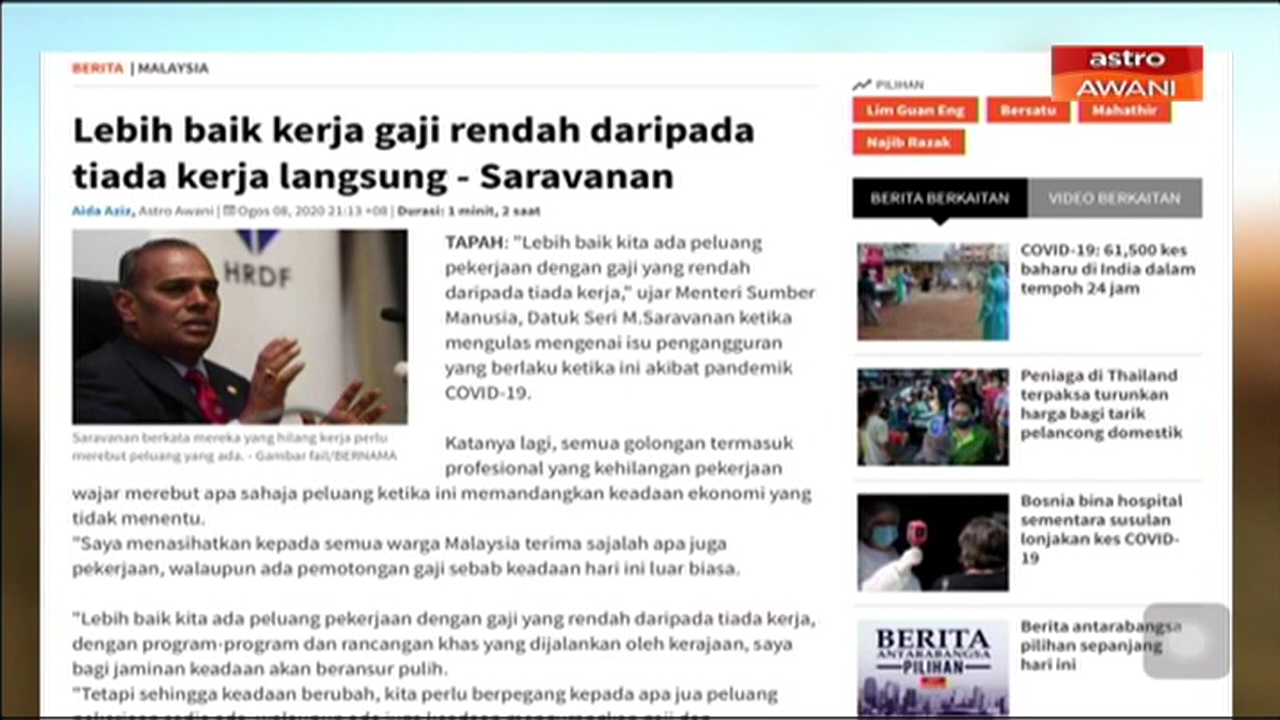 BERITA | MALAYSIA
Lebih baik kerja gaji rendah daripada
tiada kerja langsung - Saravanan
Aida Aziz, Astro Awani | Ogos 08, 2020 21:13 +08 | Durasi: 1 minit, 2 saat
HRDF
Saravanan berkata mereka yang hilang kerja perlu
merebut peluang yang ada. - Gambar fail/BERNAMA
TAPAH: "Lebih baik kita ada peluang
pekerjaan dengan gaji yang rendah
daripada tiada kerja," ujar Menteri Sumber
Manusia, Datuk Seri M.Saravanan ketika
mengulas mengenai isu pengangguran
yang berlaku ketika ini akibat pandemik
COVID-19.
Katanya lagi, semua golongan termasuk
profesional yang kehilangan pekerjaan
wajar merebut apa sahaja peluang ketika ini memandangkan keadaan ekonomi yang
tidak menentu.
"Saya menasihatkan kepada semua warga Malaysia terima sajalah apa juga
pekerjaan, walaupun ada pemotongan gaji sebab keadaan hari ini luar biasa.
"Lebih baik kita ada peluang pekerjaan dengan gaji yang rendah daripada tiada kerja,
dengan program-program dan rancangan khas yang dijalankan oleh kerajaan, saya
bagi jaminan keadaan akan beransur pulih.
"Tetapi sehingga keadaan berubah, kita perlu berpegang kepada apa jua peluang
astro
AWANI
PILIHAN
Lim Guan Eng Bersatu Mahathir
Najib Razak
BERITA BERKAITAN VIDEO BERKAITAN
COVID-19: 61,500 kes
baharu di India dalam
tempoh 24 jam
Peniaga di Thailand
terpaksa turunkan
harga bagi tarik
pelancong domestik
Bosnia bina hospital
sementara susulan
lonjakan kes COVID-
19
BERITA
ANTARABANGSA
PILIHAN
Berita antarabangsa
pilihan sepanjang
hari ini